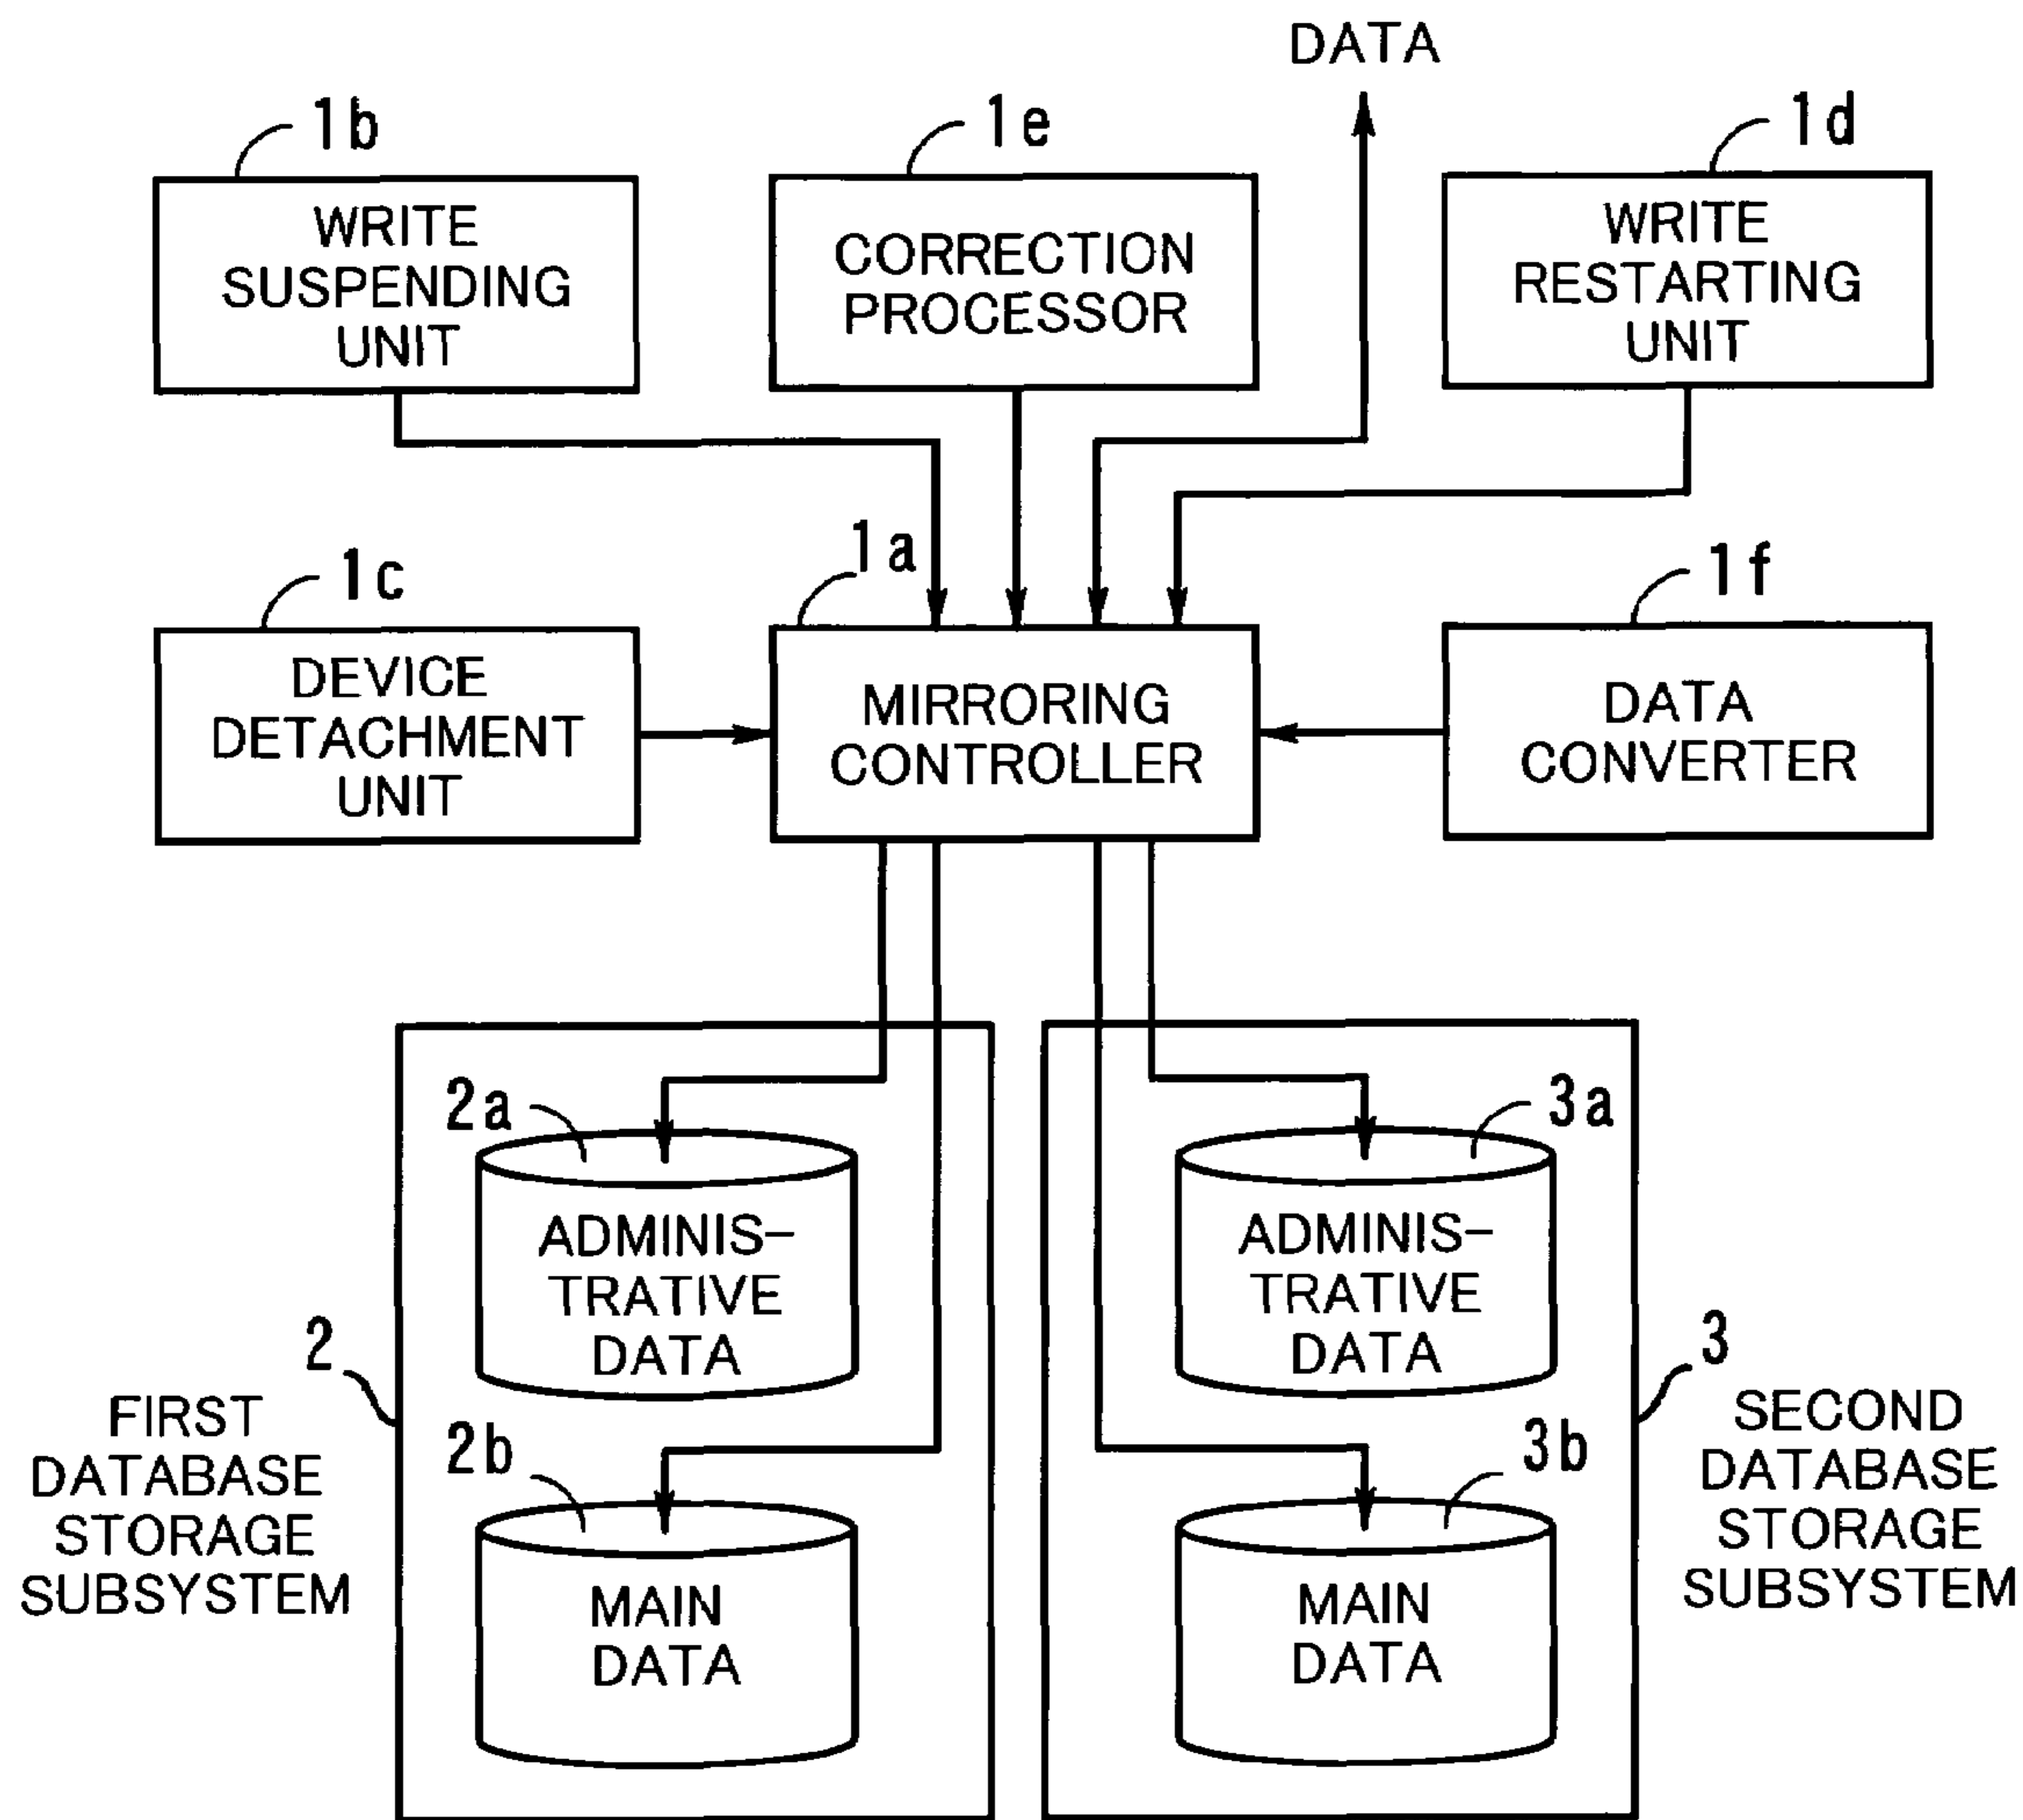 DATA
1b
1e
1d
WRITE
SUSPENDING
UNIT
CORRECTION
PROCESSOR
WRITE
RESTARTING
UNIT
1c
1a
1f
DEVICE
DETACHMENT
UNIT
MIRRORING
CONTROLLER
DATA
CONVERTER
2a
ADMINIS-
TRATIVE
DATA
3a
ADMINIS-
TRATIVE
DATA
2
FIRST
DATABASE
STORAGE
SUBSYSTEM
3
SECOND
DATABASE
STORAGE
SUBSYSTEM
2b
MAIN
DATA
3b
MAIN
DATA